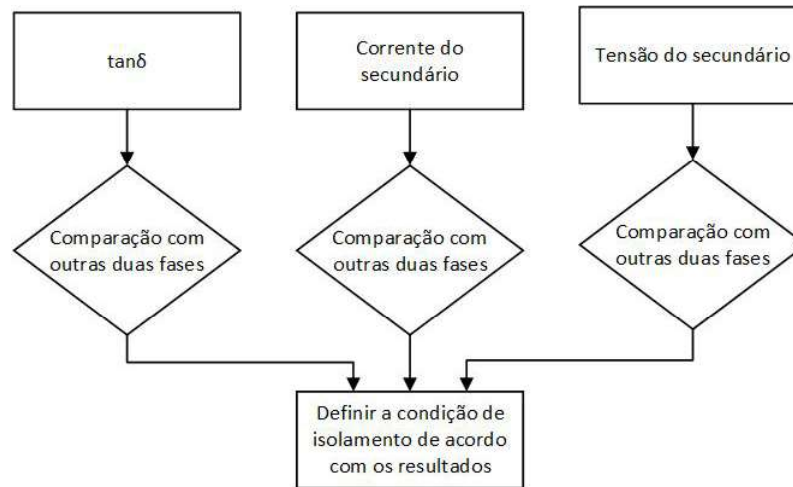 tanδ
Corrente do
secundário
Tensão do secundário
Comparação com
outras duas fases
Comparação com
outras duas fases
Comparação com
outras duas fases
Definir a condição de
isolamento de acordo
com os resultados